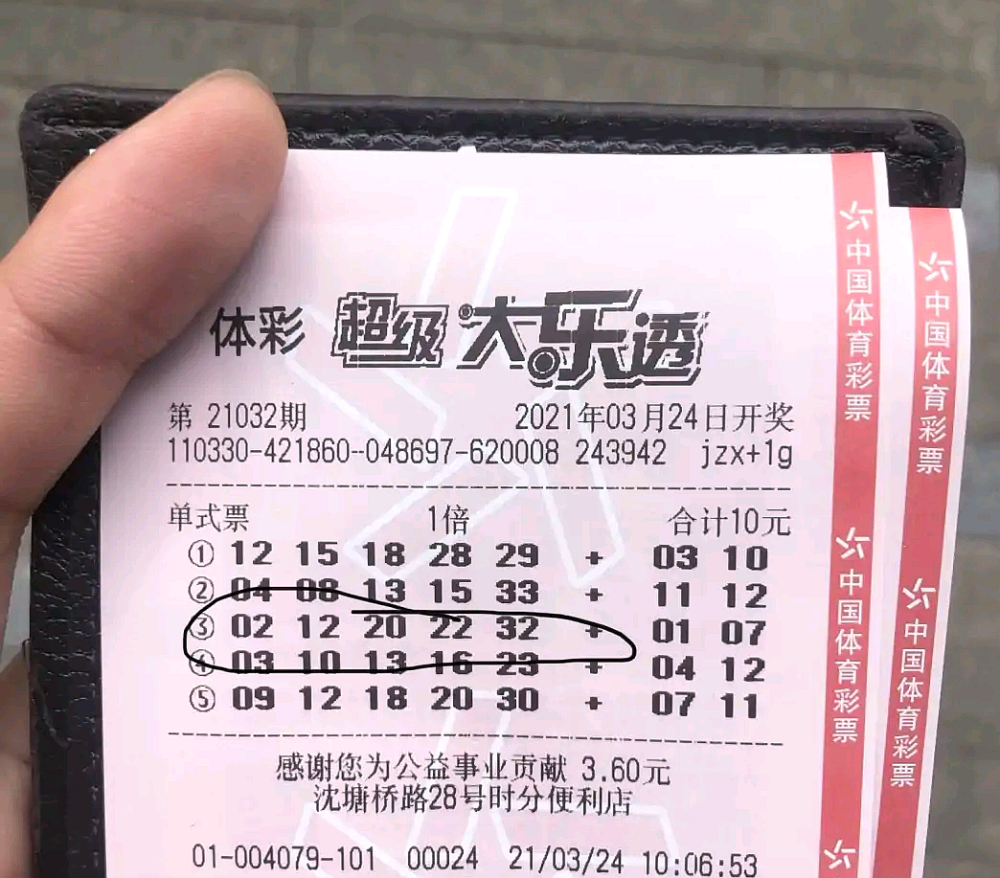 体彩 超级大乐透
第 21032期 2021年03月24日开奖
110330-421860-048697-620008 243942 jzx+1g
单式票 1倍 合计10元
① 12 15 18 28 29 + 03 10
② 04 08 13 15 33 + 11 12
③ 02 12 20 22 32 + 01 07
④ 03 10 13 16 23 + 04 12
⑤ 09 12 18 20 30 + 07 11
感谢您为公益事业贡献 3.60元
沈塘桥路28号时分便利店
01-004079-101 00024 21/03/24 10:06:53
中国体育彩票
中国体育彩票
中国体育彩票
中国体育彩票